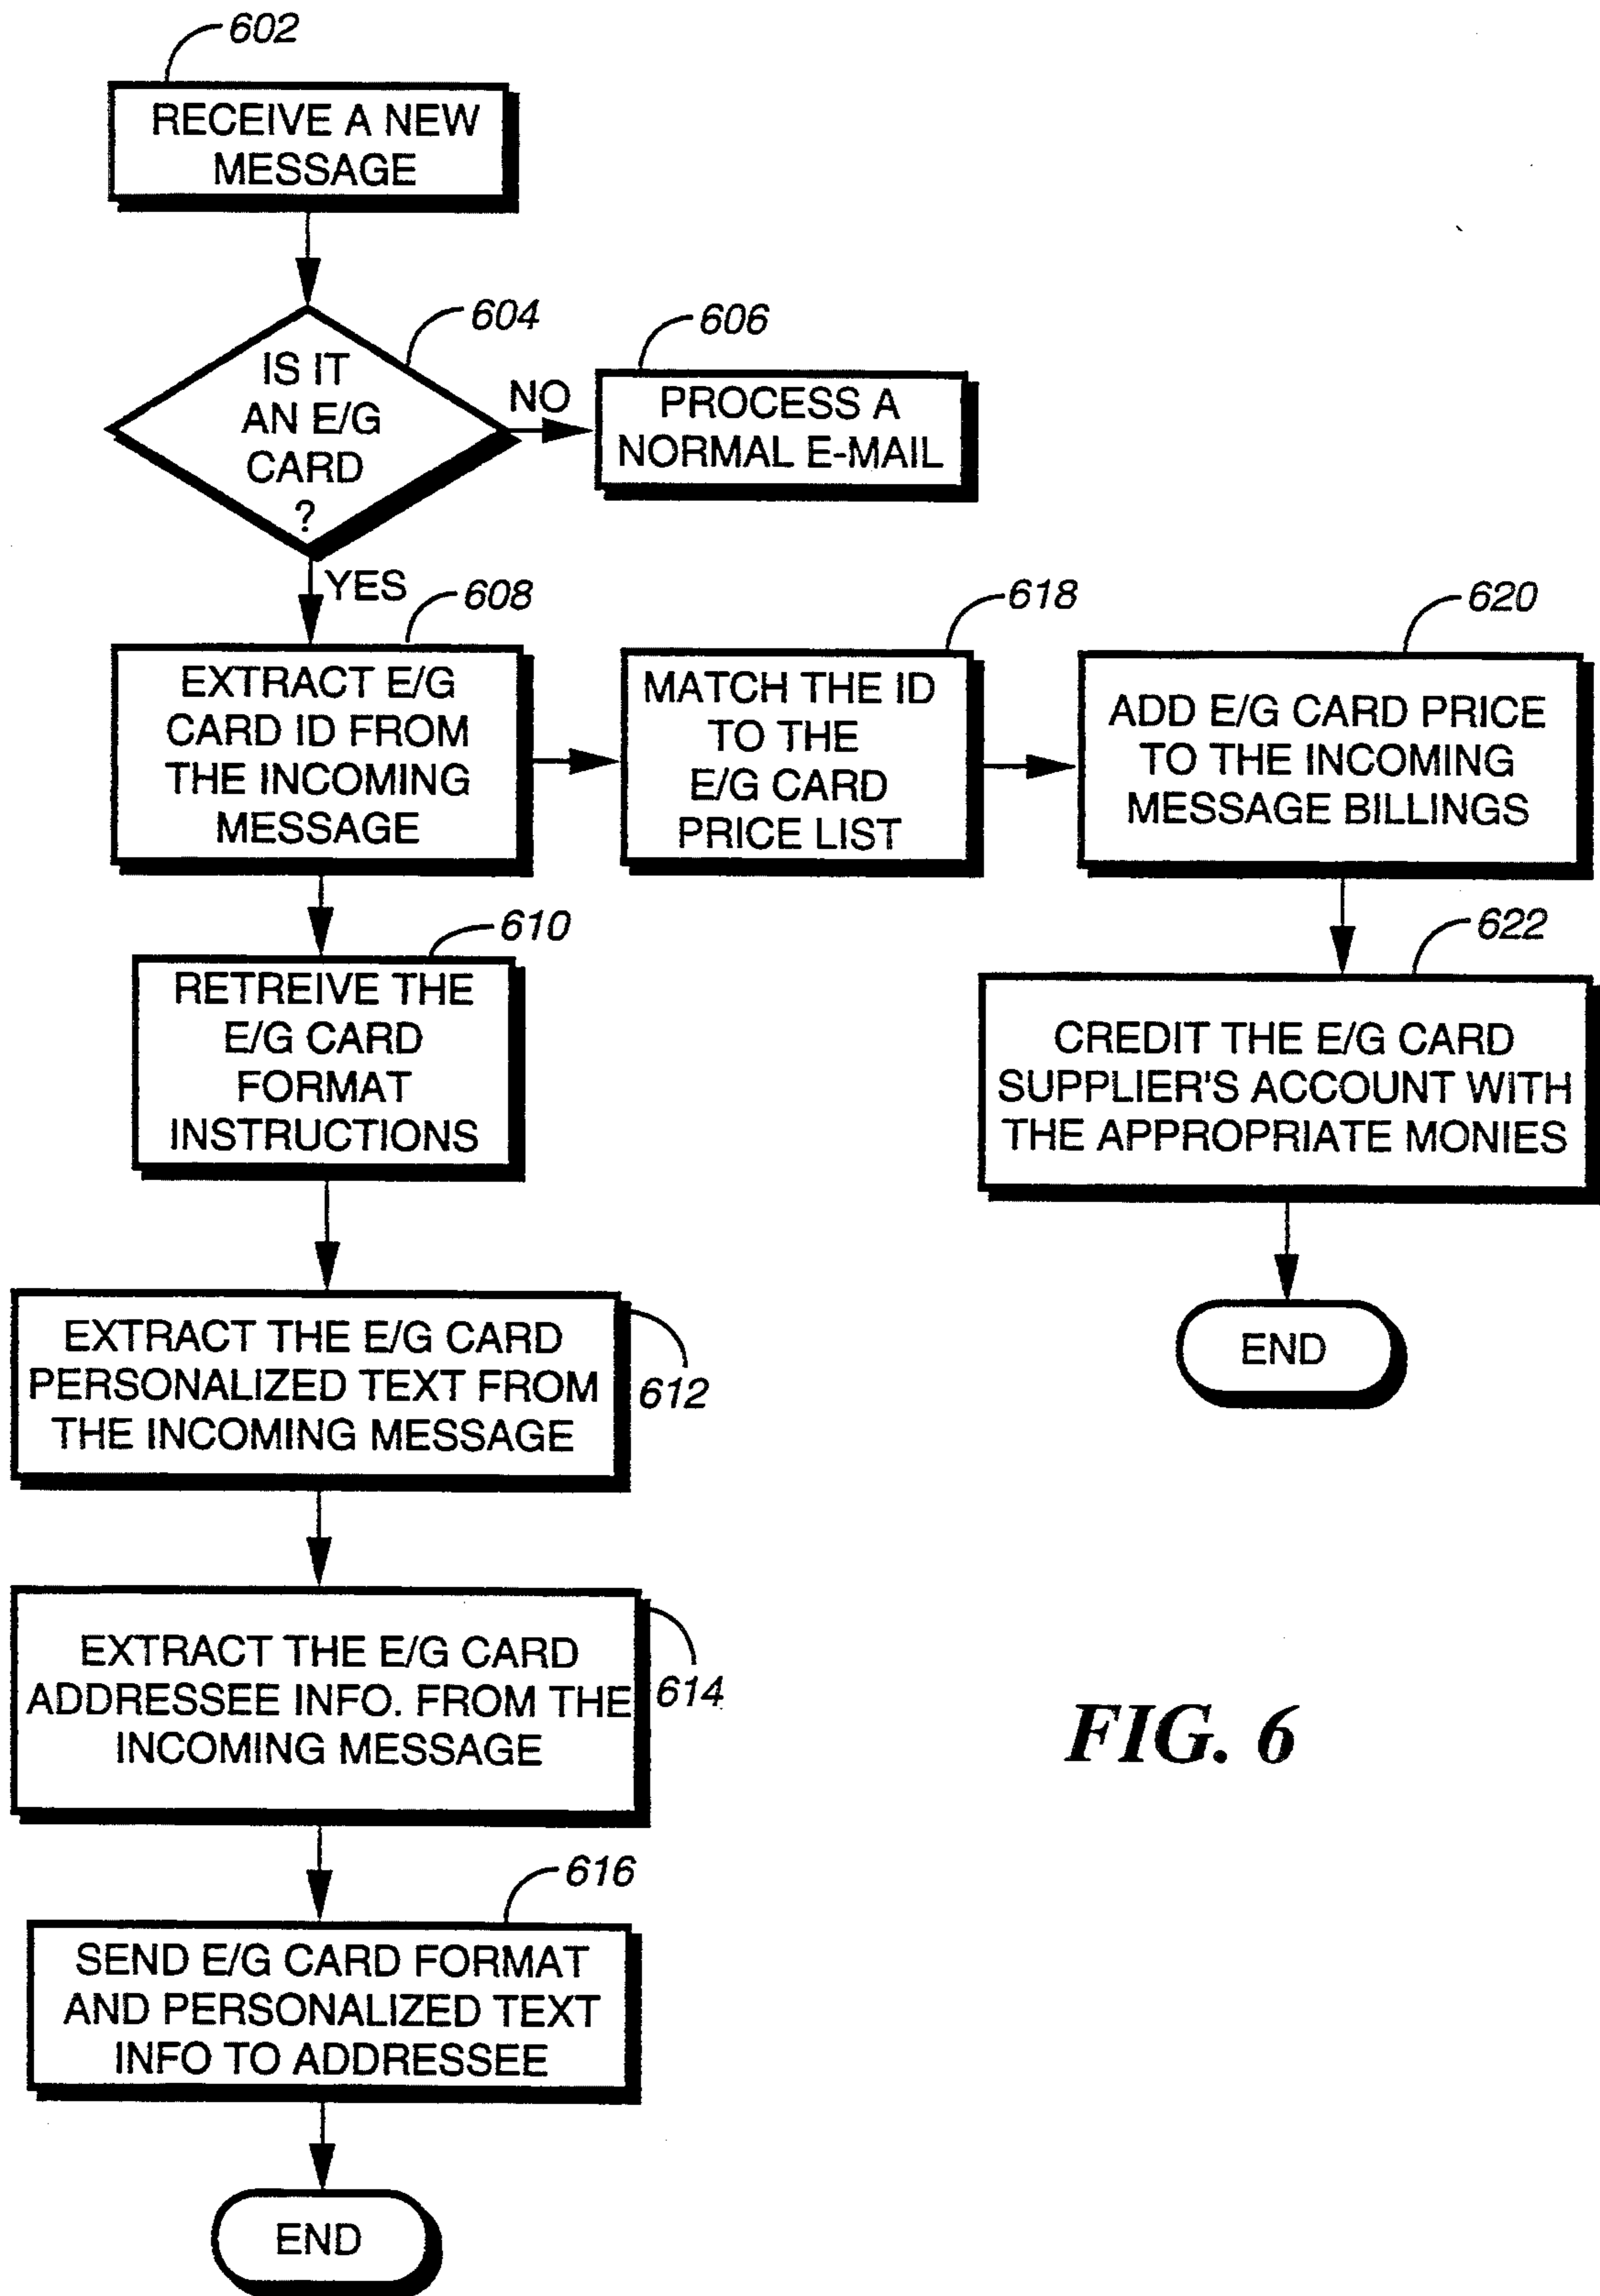 602
RECEIVE A NEW
MESSAGE
604
IS IT
AN E/G
CARD
?
NO
606
PROCESS A
NORMAL E-MAIL
YES
608
EXTRACT E/G
CARD ID FROM
THE INCOMING
MESSAGE
618
MATCH THE ID
TO THE
E/G CARD
PRICE LIST
620
ADD E/G CARD PRICE
TO THE INCOMING
MESSAGE BILLINGS
610
RETREIVE THE
E/G CARD
FORMAT
INSTRUCTIONS
622
CREDIT THE E/G CARD
SUPPLIER'S ACCOUNT WITH
THE APPROPRIATE MONIES
END
EXTRACT THE E/G CARD
PERSONALIZED TEXT FROM
THE INCOMING MESSAGE
612
EXTRACT THE E/G CARD
ADDRESSEE INFO. FROM THE
INCOMING MESSAGE
614
FIG. 6
616
SEND E/G CARD FORMAT
AND PERSONALIZED TEXT
INFO TO ADDRESSEE
END